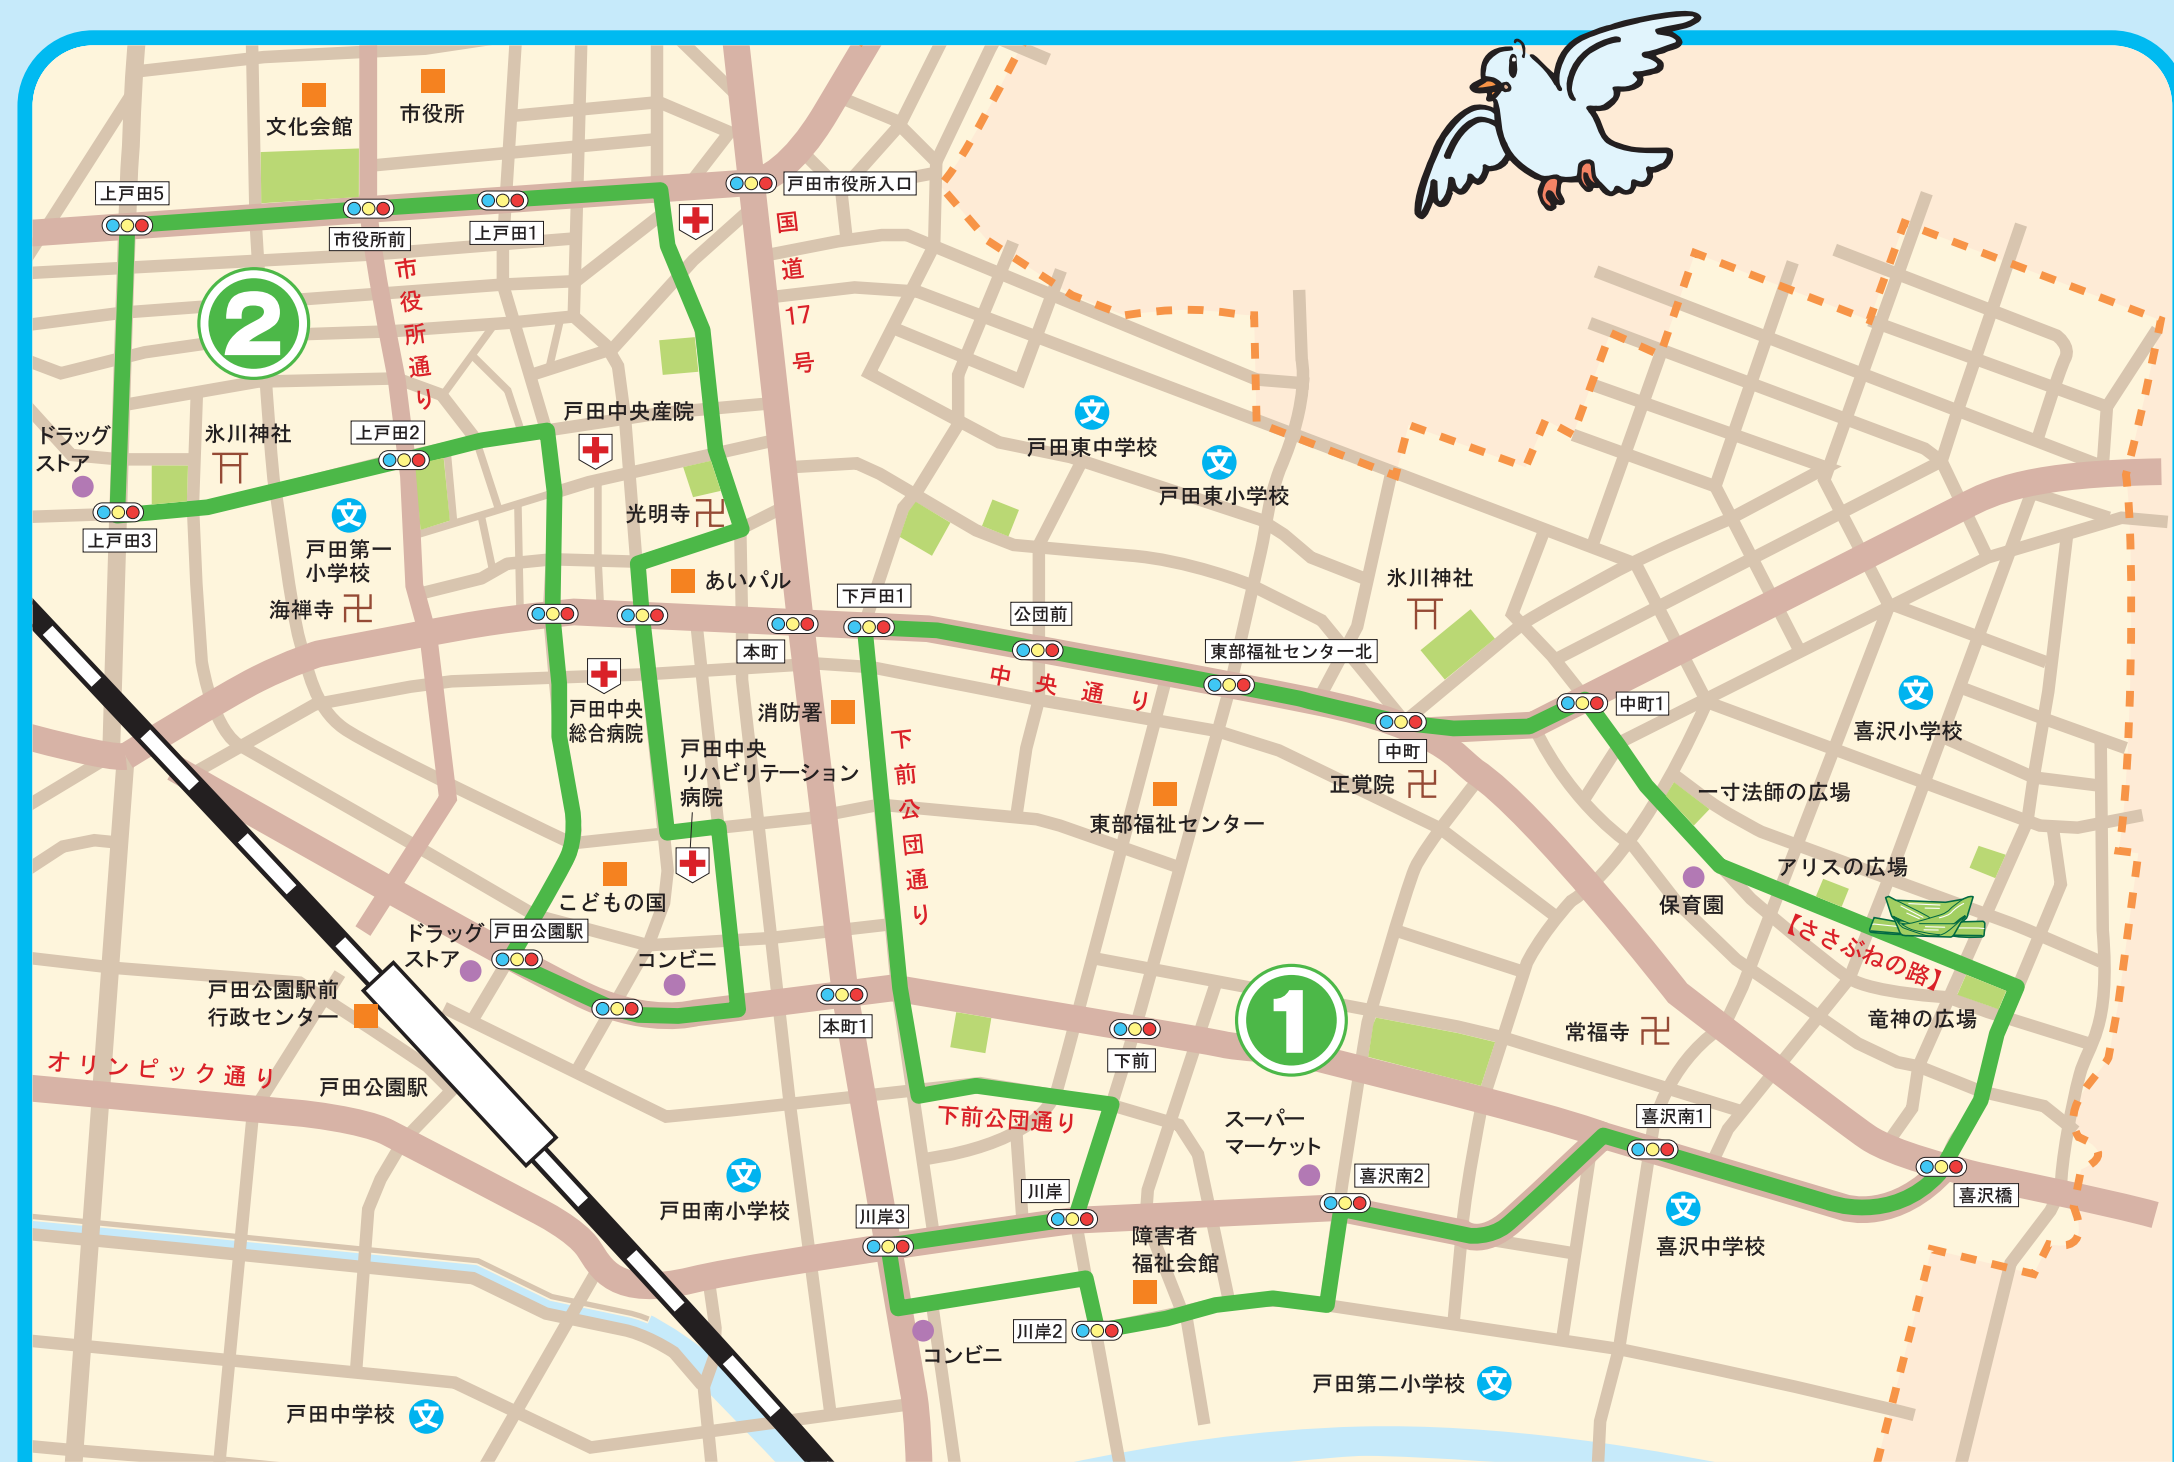 文化会館
市役所
上戸田5
市役所前
上戸田1
戸田市役所入口
国道17号
市役所通り
2
ドラッグ
ストア
氷川神社
上戸田2
戸田中央産院
上戸田3
戸田第一
小学校
海禅寺
光明寺
あいパル
本町
下戸田1
公団前
東部福祉センター北
中央通り
戸田東中学校
戸田東小学校
氷川神社
中町
中町1
正覚院
喜沢小学校
一寸法師の広場
アリスの広場
保育園
【ささぶねの路】
竜神の広場
常福寺
戸田中央
総合病院
消防署
戸田中央
リハビリテーション
病院
下前公団通り
東部福祉センター
こどもの国
ドラッグ
ストア
戸田公園駅
コンビニ
本町1
下前
1
戸田公園駅前
行政センター
オリンピック通り
戸田公園駅
下前公団通り
スーパー
マーケット
喜沢南1
喜沢南2
喜沢橋
喜沢中学校
川岸
川岸3
戸田南小学校
障害者
福祉会館
川岸2
コンビニ
戸田第二小学校
戸田中学校
文
文
文
文
文
文
文
文